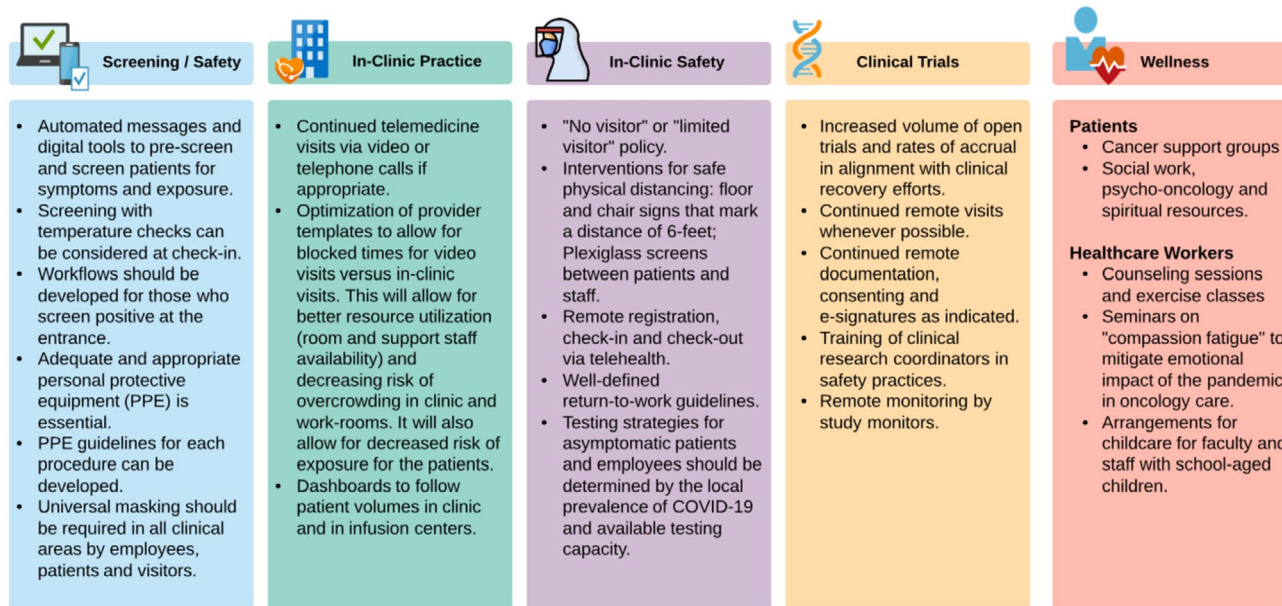 Screening / Safety
• Automated messages and
digital tools to pre-screen
and screen patients for
symptoms and exposure.
• Screening with
temperature checks can
be considered at check-in.
• Workflows should be
developed for those who
screen positive at the
entrance.
• Adequate and appropriate
personal protective
equipment (PPE) is
essential.
• PPE guidelines for each
procedure can be
developed.
• Universal masking should
be required in all clinical
areas by employees,
patients and visitors.
In-Clinic Practice
• Continued telemedicine
visits via video or
telephone calls if
appropriate.
• Optimization of provider
templates to allow for
blocked times for video
visits versus in-clinic
visits. This will allow for
better resource utilization
(room and support staff
availability) and
decreasing risk of
overcrowding in clinic and
work-rooms. It will also
allow for decreased risk of
exposure for the patients.
• Dashboards to follow
patient volumes in clinic
and in infusion centers.
In-Clinic Safety
• "No visitor" or "limited
visitor" policy.
• Interventions for safe
physical distancing: floor
and chair signs that mark
a distance of 6-feet;
Plexiglass screens
between patients and
staff.
• Remote registration,
check-in and check-out
via telehealth.
• Well-defined
return-to-work guidelines.
• Testing strategies for
asymptomatic patients
and employees should be
determined by the local
prevalence of COVID-19
and available testing
capacity.
Clinical Trials
• Increased volume of open
trials and rates of accrual
in alignment with clinical
recovery efforts.
• Continued remote visits
whenever possible.
• Continued remote
documentation,
consenting and
e-signatures as indicated.
• Training of clinical
research coordinators in
safety practices.
• Remote monitoring by
study monitors.
Wellness
Patients
• Cancer support groups
• Social work,
psycho-oncology and
spiritual resources.
Healthcare Workers
• Counseling sessions
and exercise classes
• Seminars on
"compassion fatigue" to
mitigate emotional
impact of the pandemic
in oncology care.
• Arrangements for
childcare for faculty and
staff with school-aged
children.